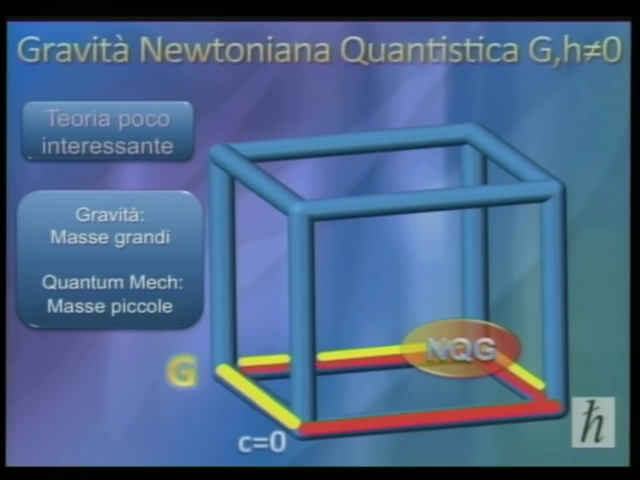 Gravità Newtoniana Quantistica G,h≠0
Teoria poco
interessante
Gravità:
Masse grandi
Quantum Mech:
Masse piccole
NQG
G
c=0
ℏ